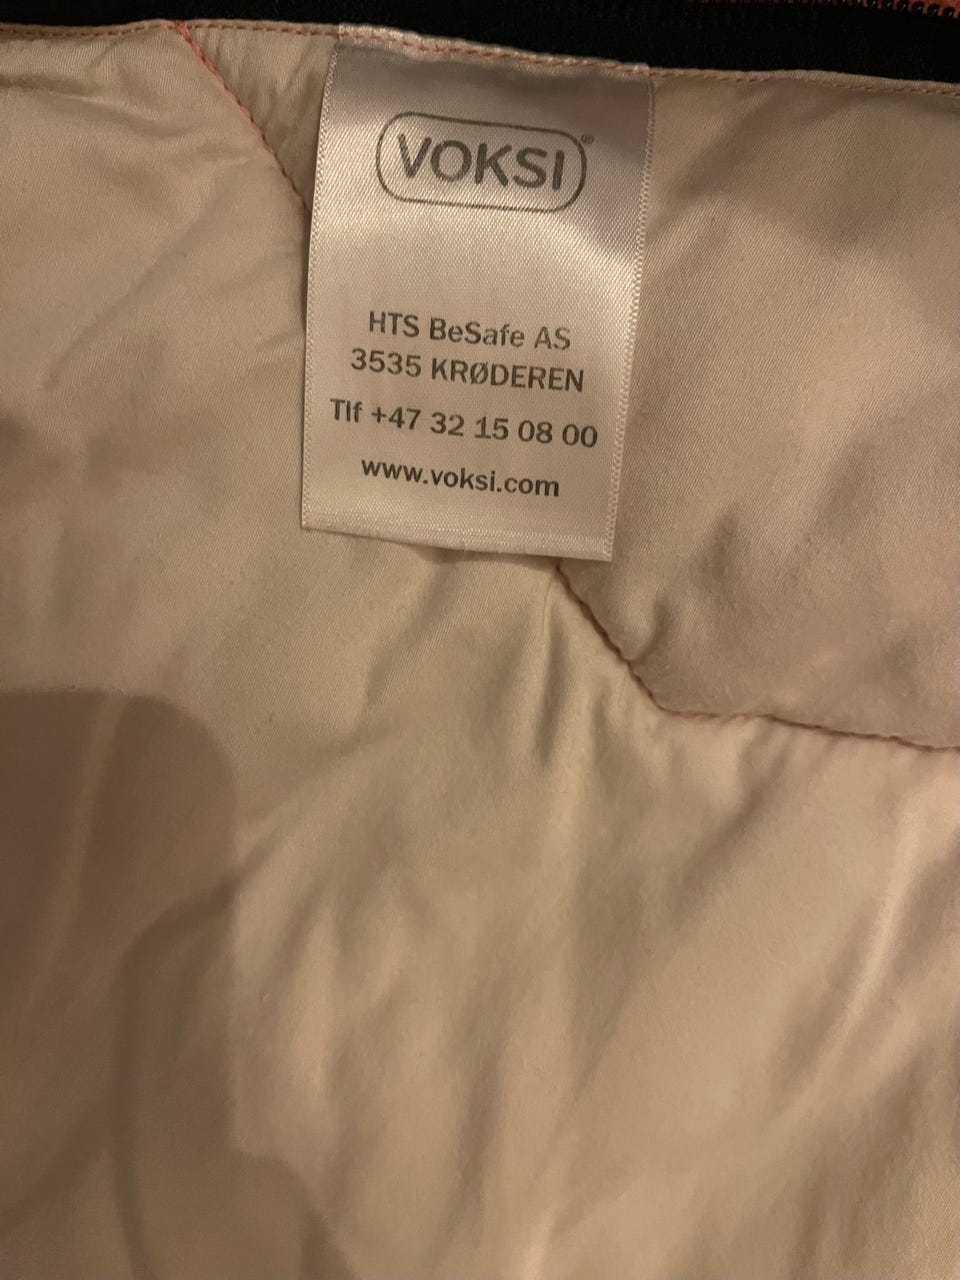 VOKSI®
HTS BeSafe AS
3535 KRØDEREN
Tlf +47 32 15 08 00
www.voksi.com